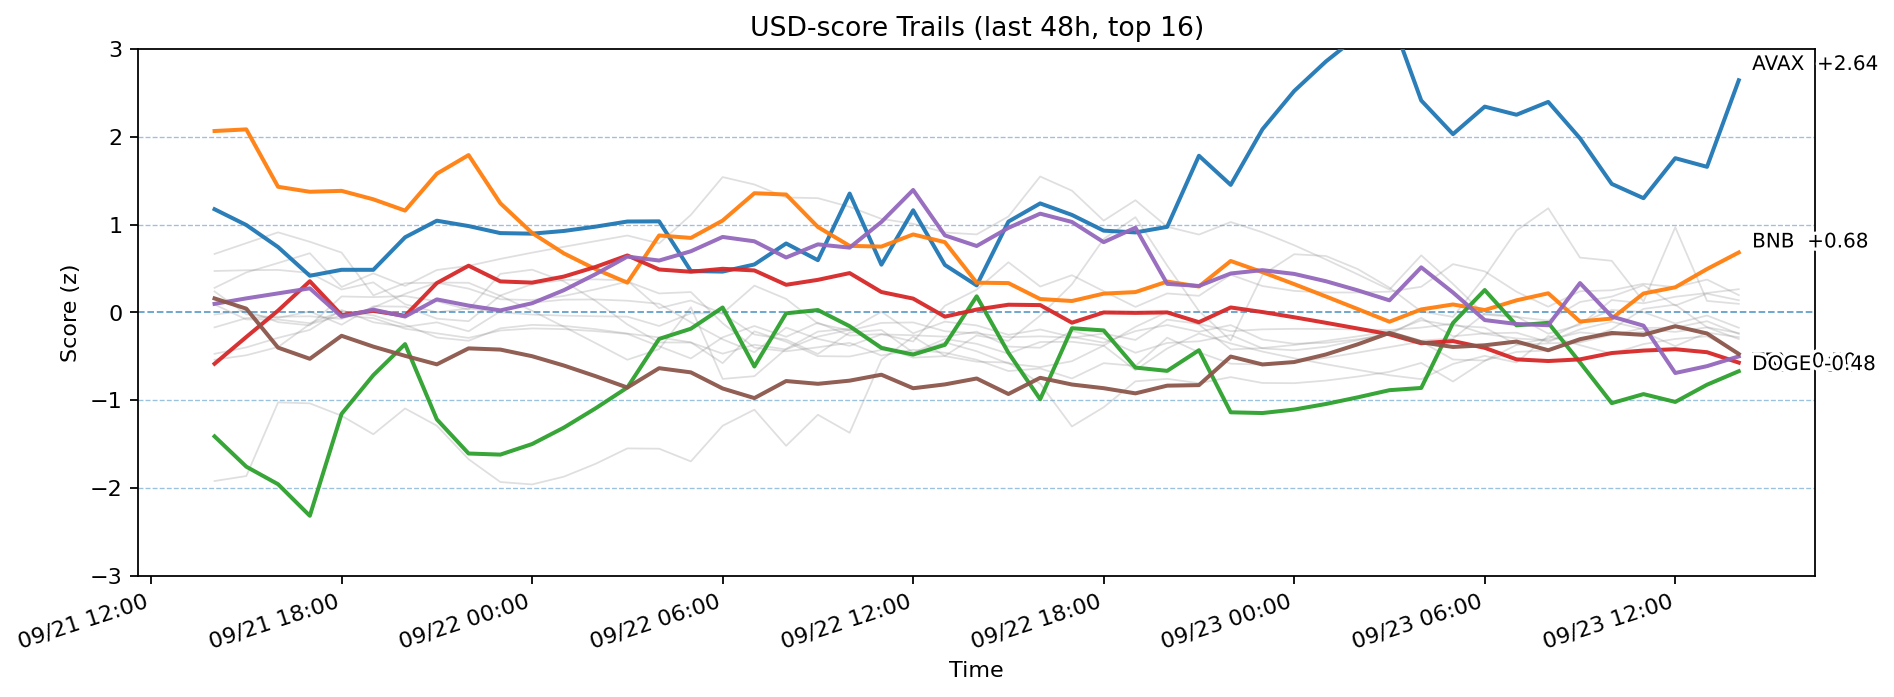 USD-score Trails (last 48h, top 16)
3
2
1
0
−1
−2
−3
Score (z)
AVAX +2.64
BNB +0.68
DOGE -0.48
09/21 12:00
09/21 18:00
09/22 00:00
09/22 06:00
09/22 12:00
09/22 18:00
09/23 00:00
09/23 06:00
09/23 12:00
Time